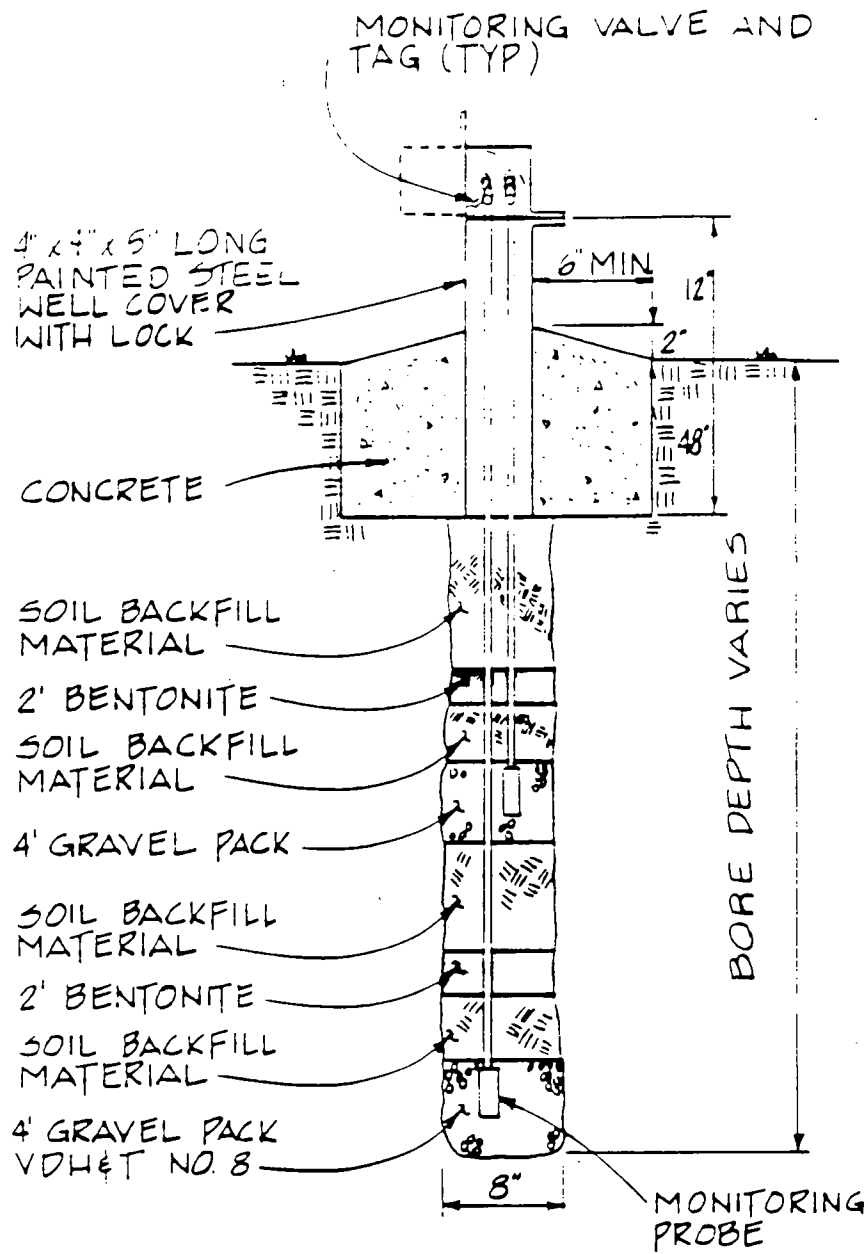 MONITORING VALVE AND
TAG (TYP)
4" x 4" x 5" LONG
PAINTED STEEL
WELL COVER
WITH LOCK
6" MIN
12"
2"
48"
CONCRETE
SOIL BACKFILL
MATERIAL
2' BENTONITE
SOIL BACKFILL
MATERIAL
4' GRAVEL PACK
SOIL BACKFILL
MATERIAL
2' BENTONITE
SOIL BACKFILL
MATERIAL
4' GRAVEL PACK
VDH&T NO. 8
BORE DEPTH VARIES
8"
MONITORING
PROBE